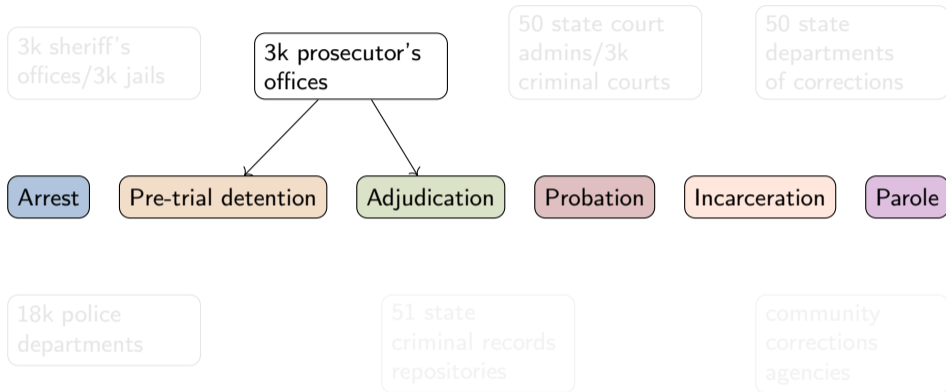 3k sheriff's
offices/3k jails
3k prosecutor's
offices
50 state court
admins/3k
criminal courts
50 state
departments
of corrections
Arrest
Pre-trial detention
Adjudication
Probation
Incarceration
Parole
18k police
departments
51 state
criminal records
repositories
community
corrections
agencies